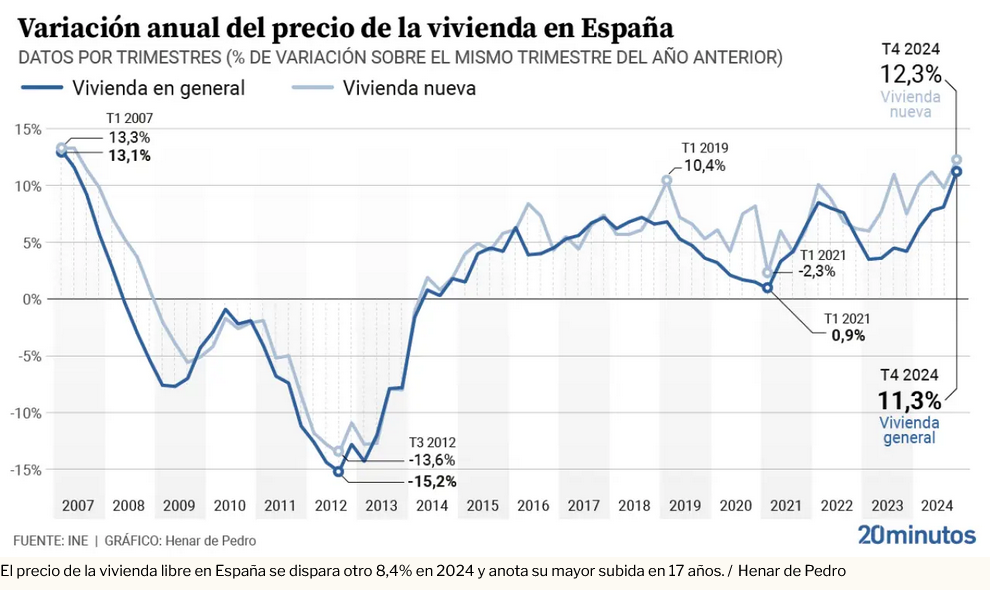 Variación anual del precio de la vivienda en España
DATOS POR TRIMESTRES (% DE VARIACIÓN SOBRE EL MISMO TRIMESTRE DEL AÑO ANTERIOR)
Vivienda en general
Vivienda nueva
T4 2024
12,3%
Vivienda
nueva
T1 2007
13,3%
13,1%
T1 2019
10,4%
15%
10%
5%
0%
-5%
-10%
-15%
T1 2021
-2,3%
T1 2021
0,9%
T4 2024
11,3%
Vivienda
general
T3 2012
-13,6%
-15,2%
2007 2008 2009 2010 2011 2012 2013 2014 2015 2016 2017 2018 2019 2020 2021 2022 2023 2024
FUENTE: INE | GRÁFICO: Henar de Pedro
20minutos
El precio de la vivienda libre en España se dispara otro 8,4% en 2024 y anota su mayor subida en 17 años. / Henar de Pedro